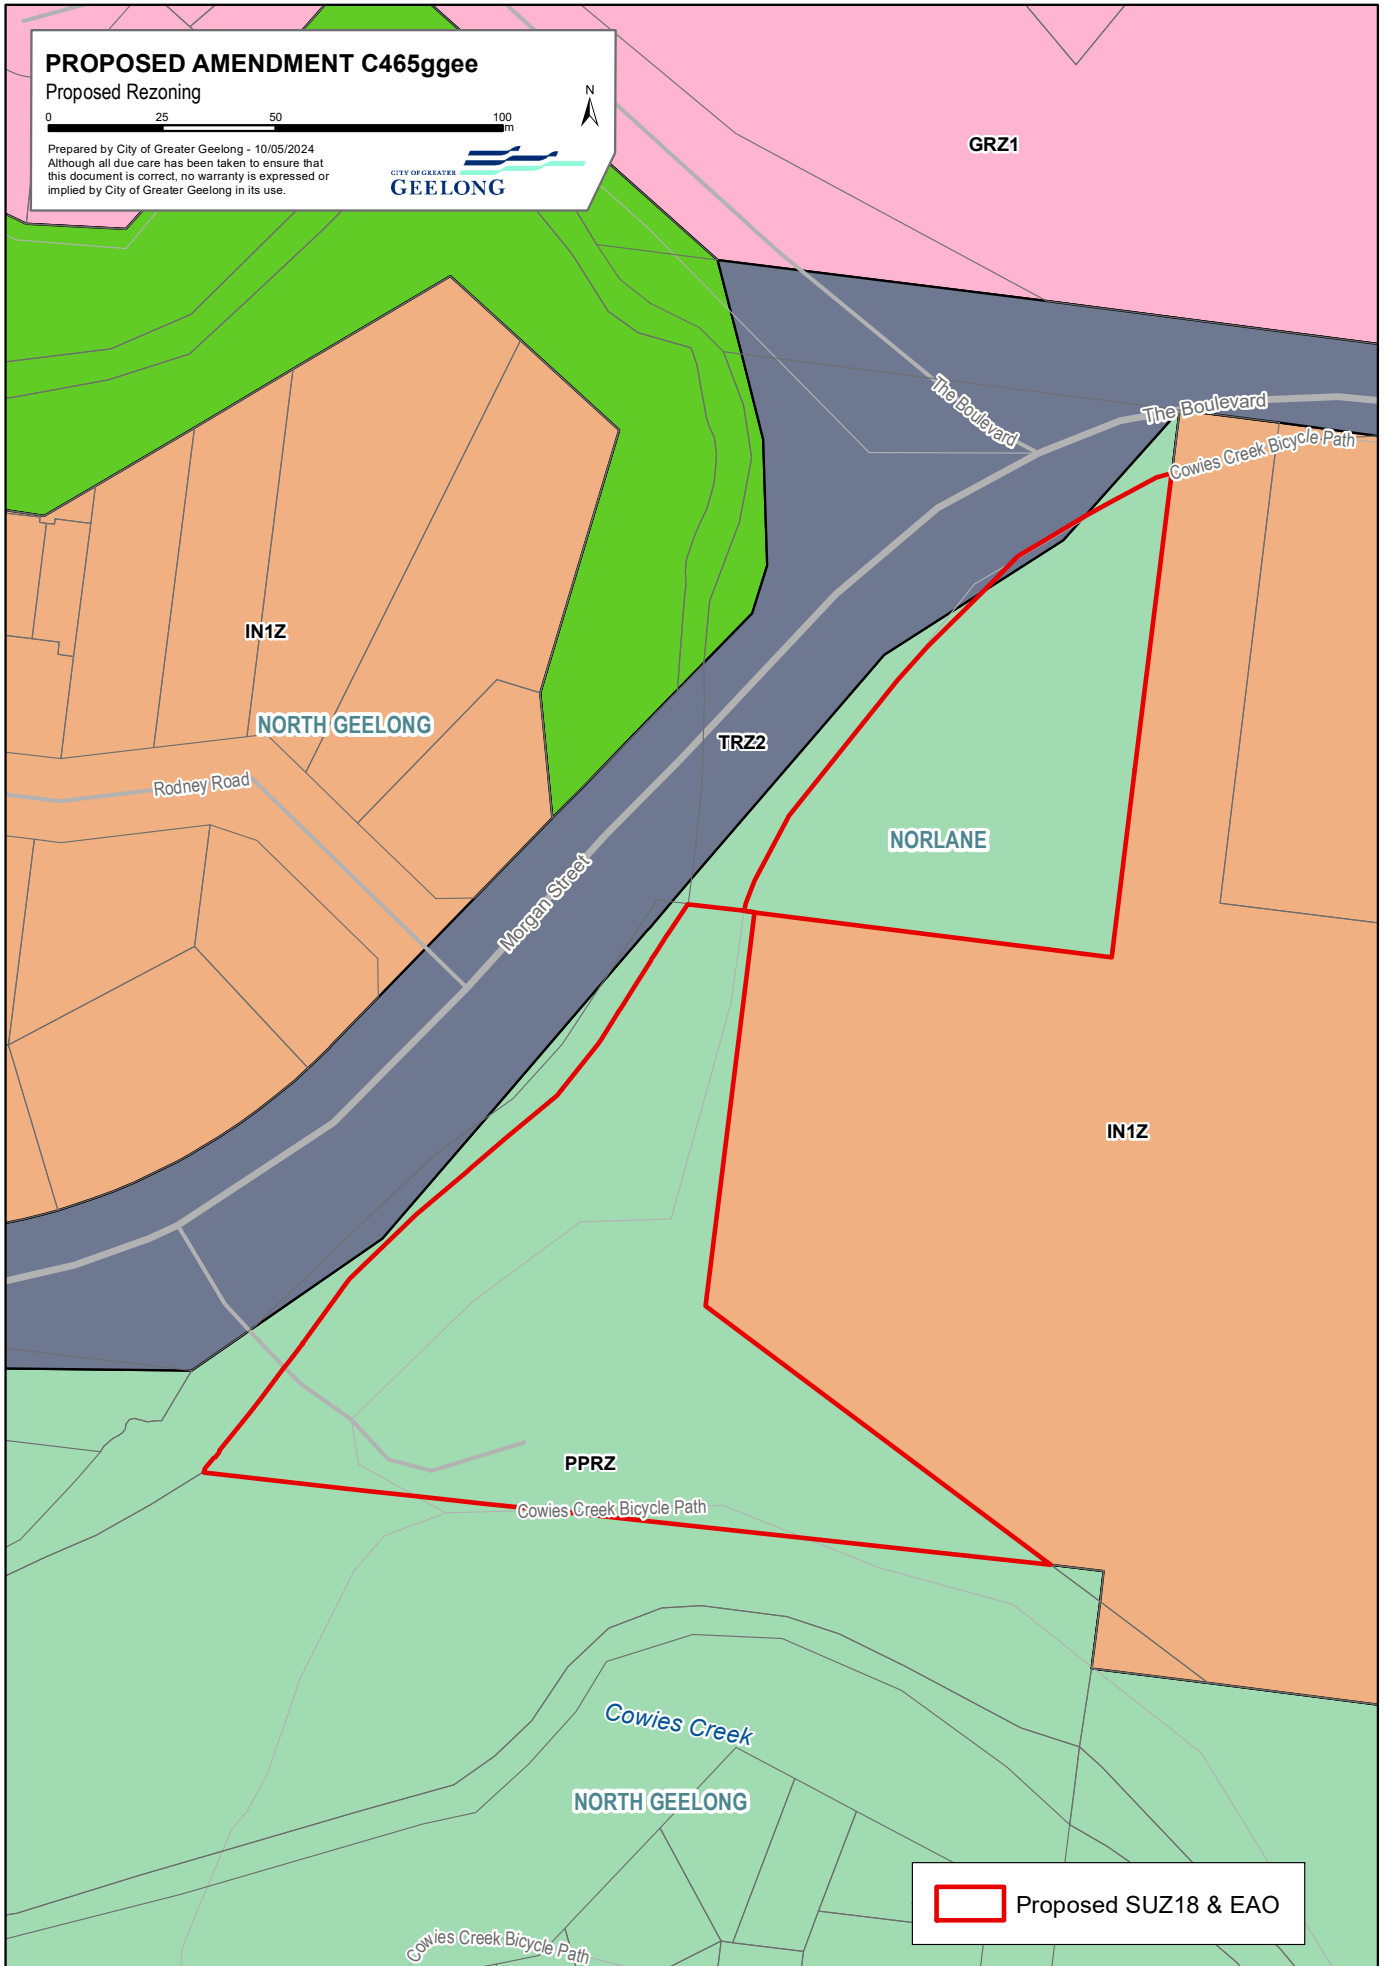 PROPOSED AMENDMENT C465ggee
Proposed Rezoning
0 25 50 100
m
N
Prepared by City of Greater Geelong - 10/05/2024
Although all due care has been taken to ensure that
this document is correct, no warranty is expressed or
implied by City of Greater Geelong in its use.
CITY OF GREATER
GEELONG
GRZ1
The Boulevard
The Boulevard
Cowies Creek Bicycle Path
IN1Z
NORTH GEELONG
TRZ2
Rodney Road
NORLANE
Morgan Street
IN1Z
PPRZ
Cowies Creek Bicycle Path
Cowies Creek
NORTH GEELONG
Proposed SUZ18 & EAO
Cowies Creek Bicycle Path